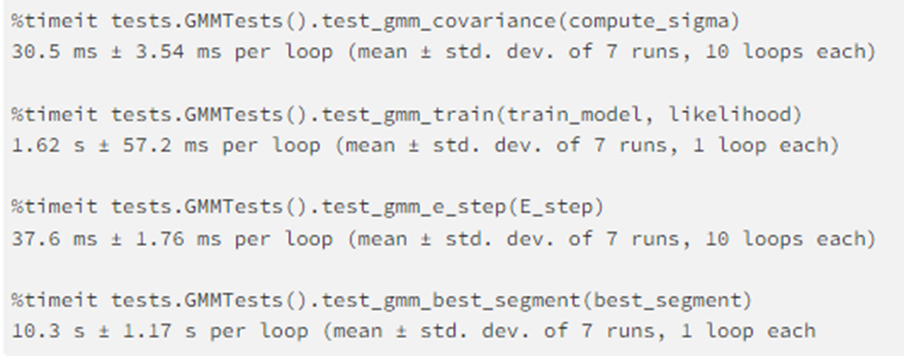 %timeit tests.GMMTests().test_gmm_covariance(compute_sigma)
30.5 ms ± 3.54 ms per loop (mean ± std. dev. of 7 runs, 10 loops each)
%timeit tests.GMMTests().test_gmm_train(train_model, likelihood)
1.62 s ± 57.2 ms per loop (mean ± std. dev. of 7 runs, 1 loop each)
%timeit tests.GMMTests().test_gmm_e_step(E_step)
37.6 ms ± 1.76 ms per loop (mean ± std. dev. of 7 runs, 10 loops each)
%timeit tests.GMMTests().test_gmm_best_segment(best_segment)
10.3 s ± 1.17 s per loop (mean ± std. dev. of 7 runs, 1 loop each